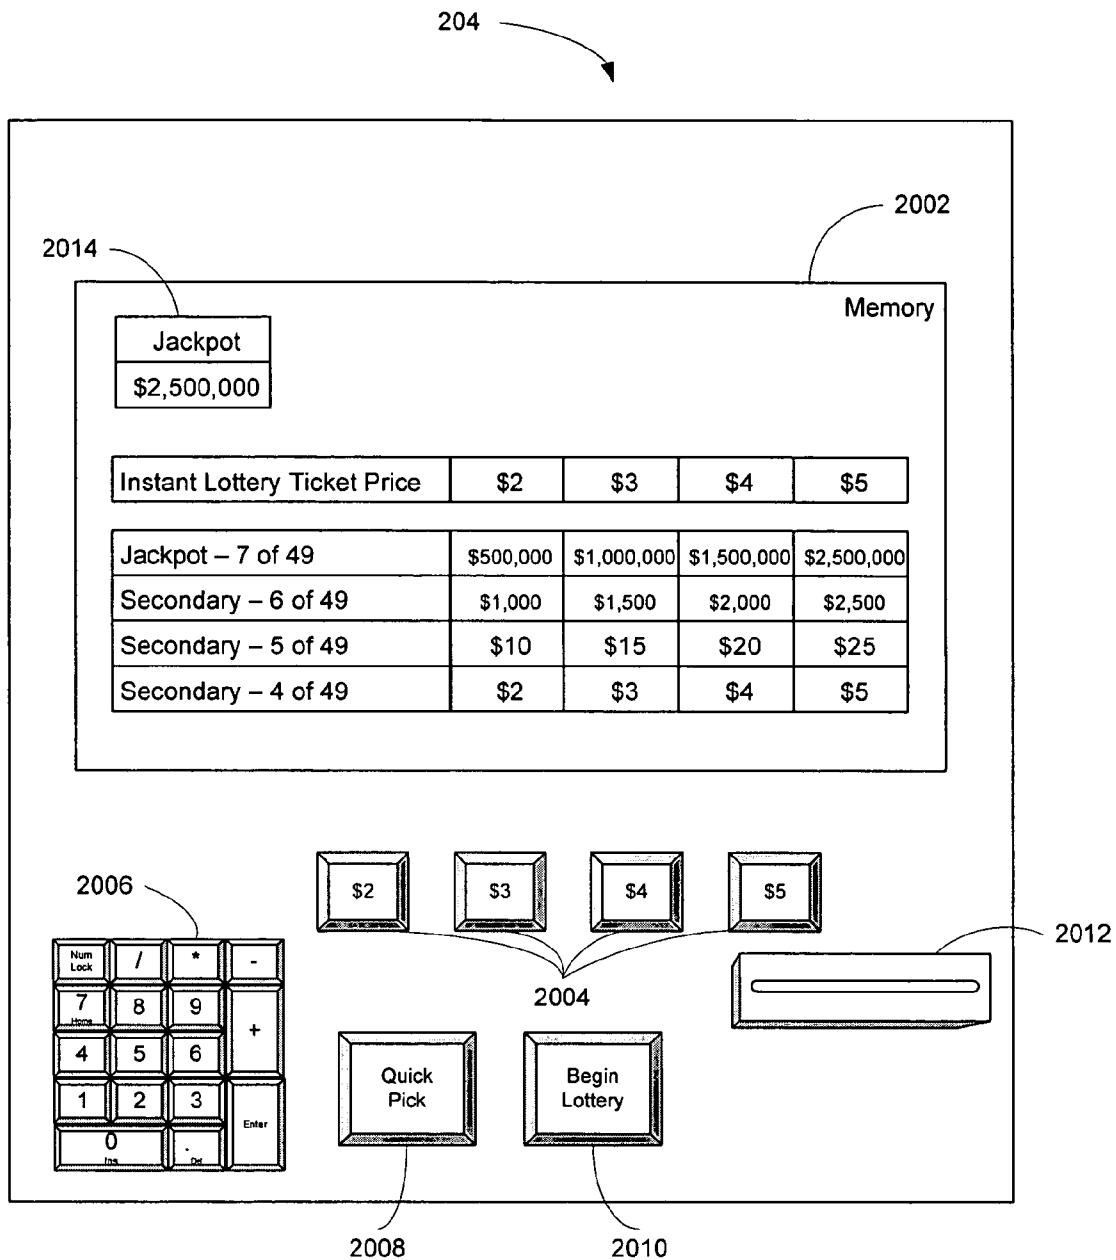 204
2002
2014
Memory
Jackpot
$2,500,000
Instant Lottery Ticket Price $2 $3 $4 $5
Jackpot – 7 of 49 $500,000 $1,000,000 $1,500,000 $2,500,000
Secondary – 6 of 49 $1,000 $1,500 $2,000 $2,500
Secondary – 5 of 49 $10 $15 $20 $25
Secondary – 4 of 49 $2 $3 $4 $5
$2 $3 $4 $5
2006
2012
2004
Num
Lock / * -
7 8 9
Home
+
4 5 6
1 2 3
Enter
0 .
Ins Del
Quick
Pick
Begin
Lottery
2008 2010